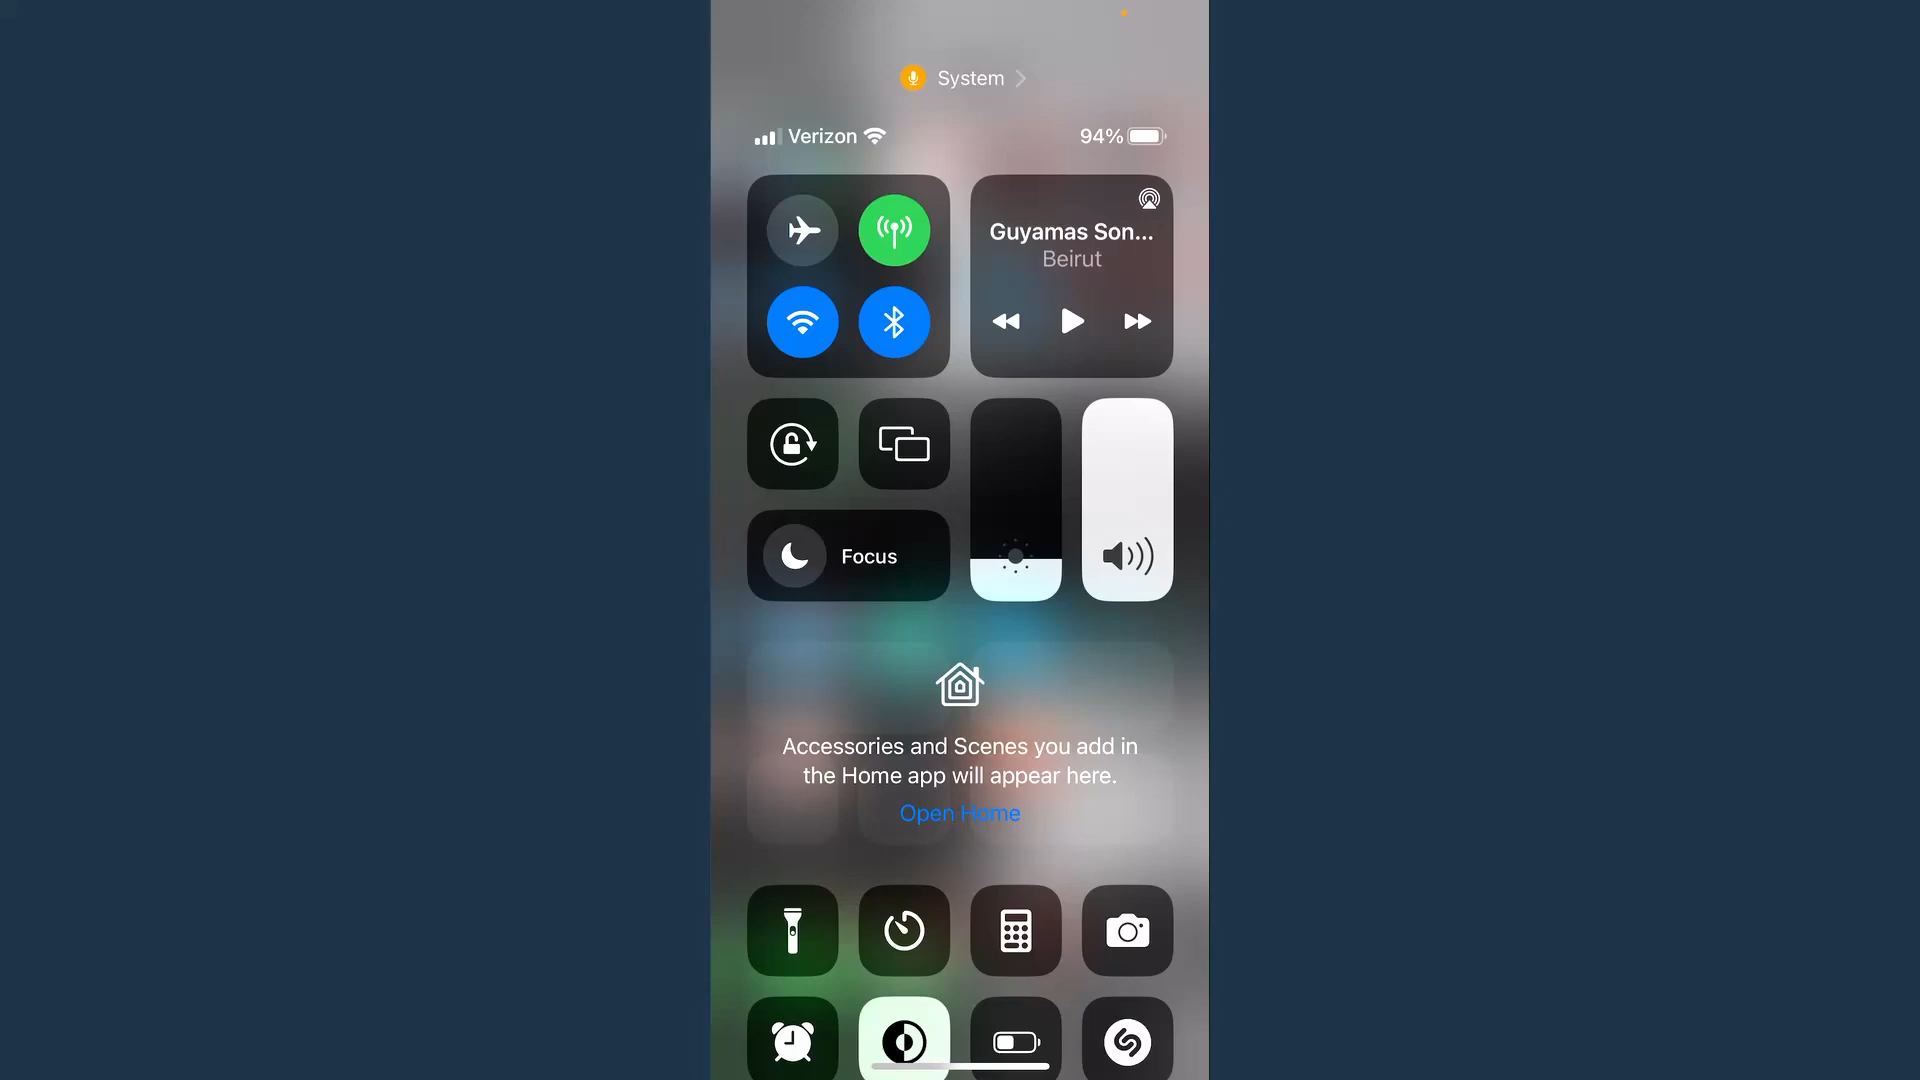 System
Verizon
94%
Guyamas Son...
Beirut
Focus
Accessories and Scenes you add in
the Home app will appear here.
Open Home